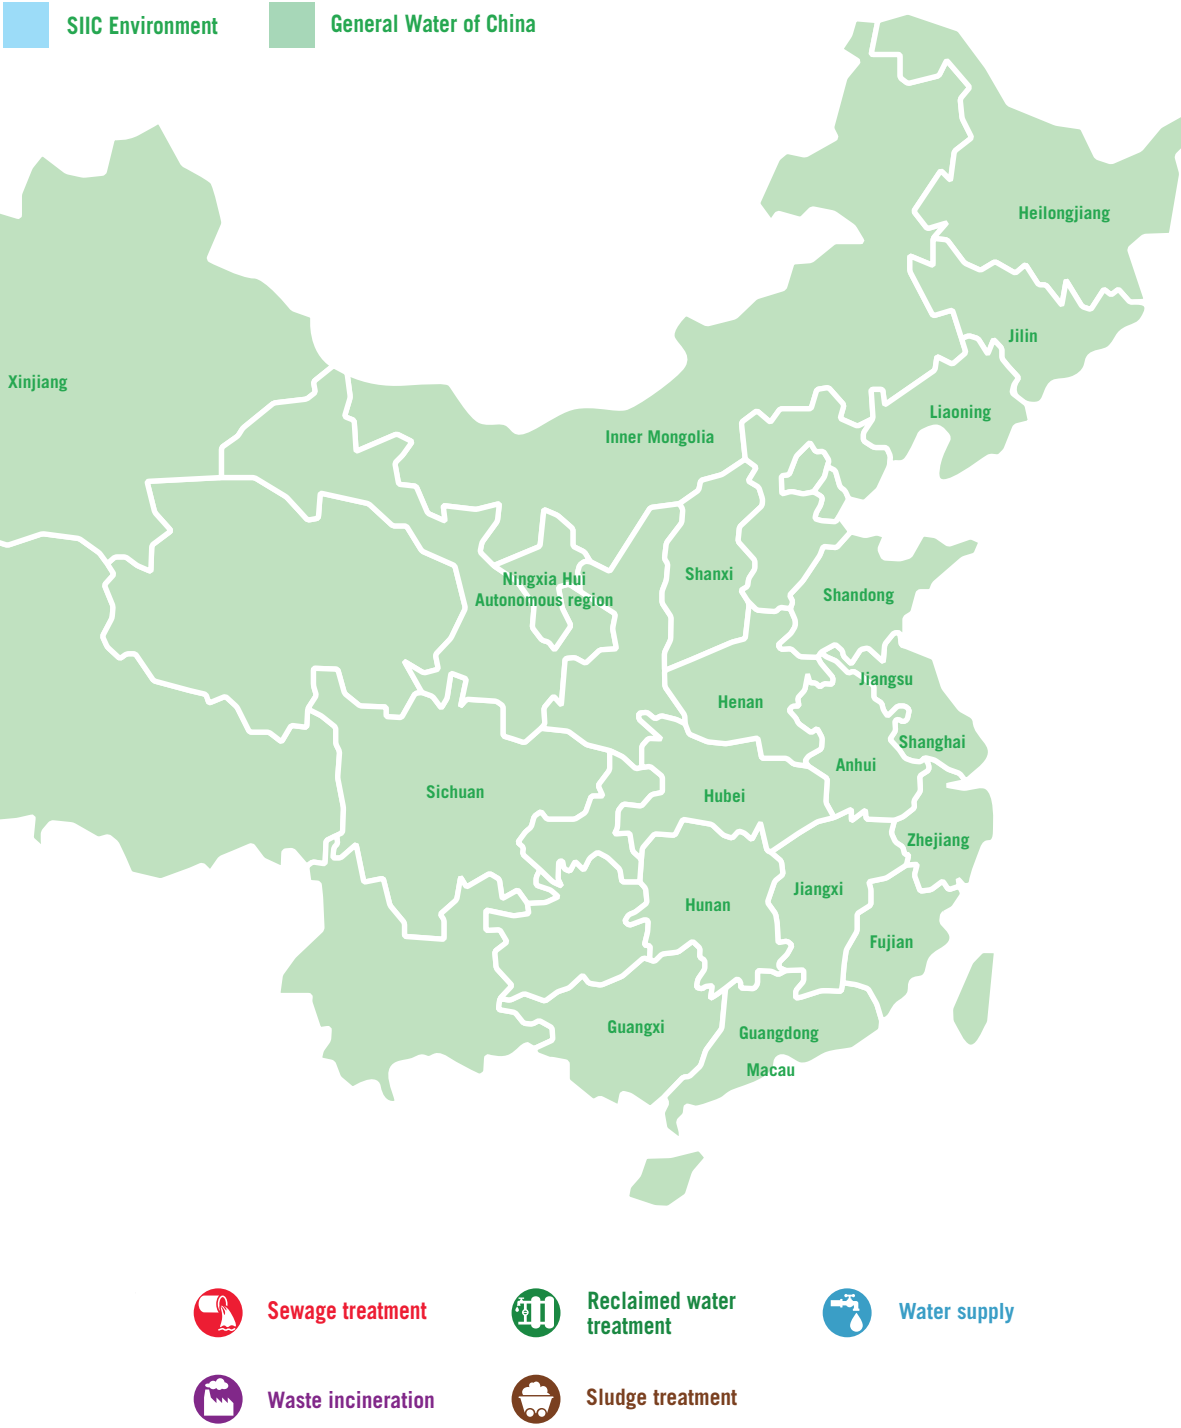 SIIC Environment
General Water of China
Heilongjiang
Jilin
Xinjiang
Liaoning
Inner Mongolia
Shanxi
Ningxia Hui
Autonomous region
Shandong
Jiangsu
Henan
Shanghai
Anhui
Sichuan
Hubei
Zhejiang
Jiangxi
Hunan
Fujian
Guangxi
Guangdong
Macau
Sewage treatment
Reclaimed water
treatment
Water supply
Waste incineration
Sludge treatment